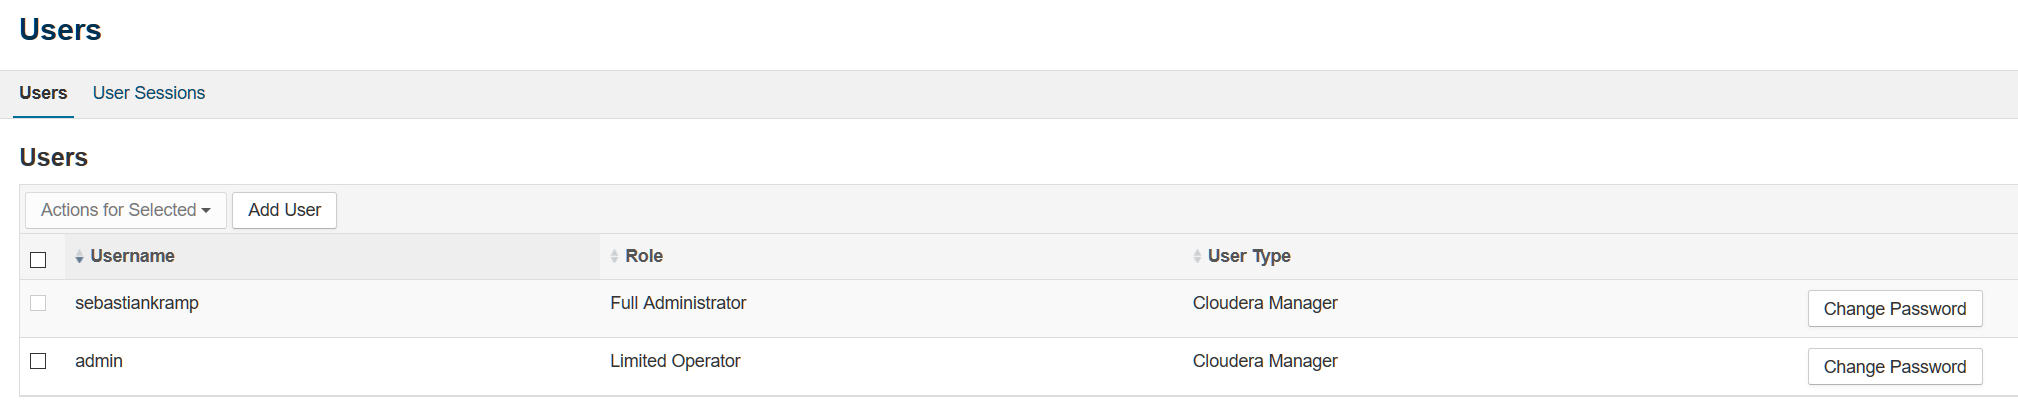 Users
Users User Sessions
Users
Actions for Selected Add User
Username Role User Type
sebastiankramp Full Administrator Cloudera Manager Change Password
admin Limited Operator Cloudera Manager Change Password